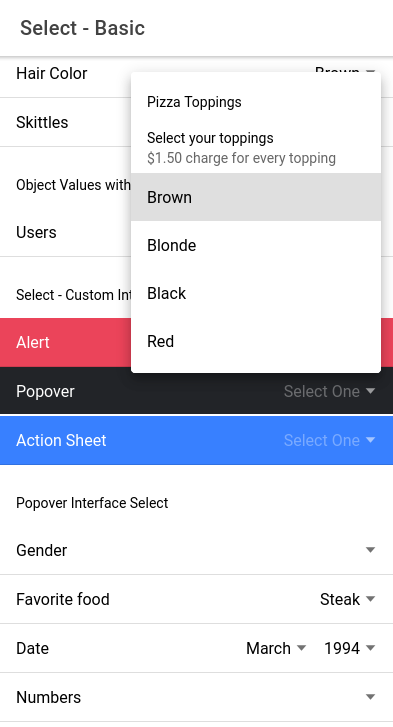 Select - Basic
Hair Color
Brown
Pizza Toppings
Skittles
Select your toppings
$1.50 charge for every topping
Object Values with
Brown
Users
Blonde
Select - Custom Int
Black
Alert
Red
Popover
Select One
Action Sheet
Select One
Popover Interface Select
Gender
Favorite food
Steak
Date
March
1994
Numbers